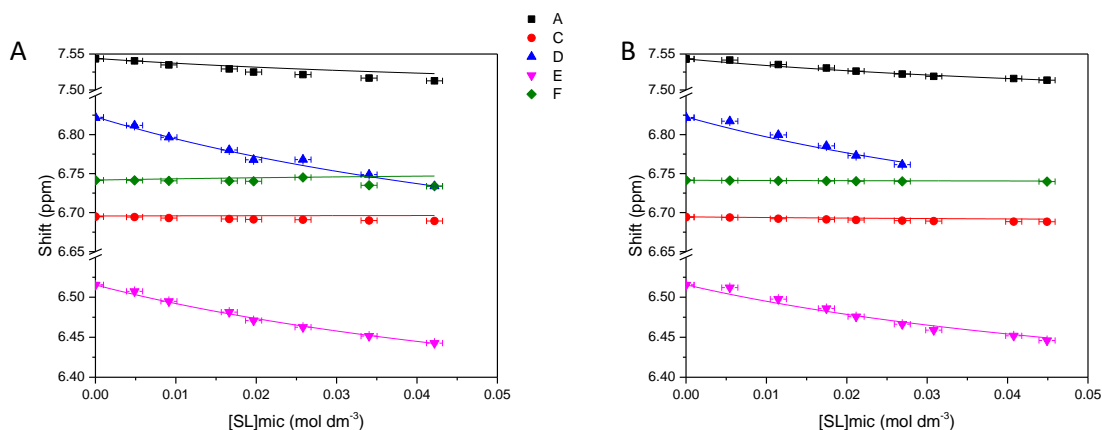 A
Shift (ppm)
7.55
7.50
6.80
6.75
6.70
6.65
6.50
6.45
6.40
0.00 0.01 0.02 0.03 0.04 0.05
[SL]mic (mol dm-3)
A
C
D
E
F
B
Shift (ppm)
7.55
7.50
6.80
6.75
6.70
6.65
6.50
6.45
6.40
0.00 0.01 0.02 0.03 0.04 0.05
[SL]mic (mol dm-3)